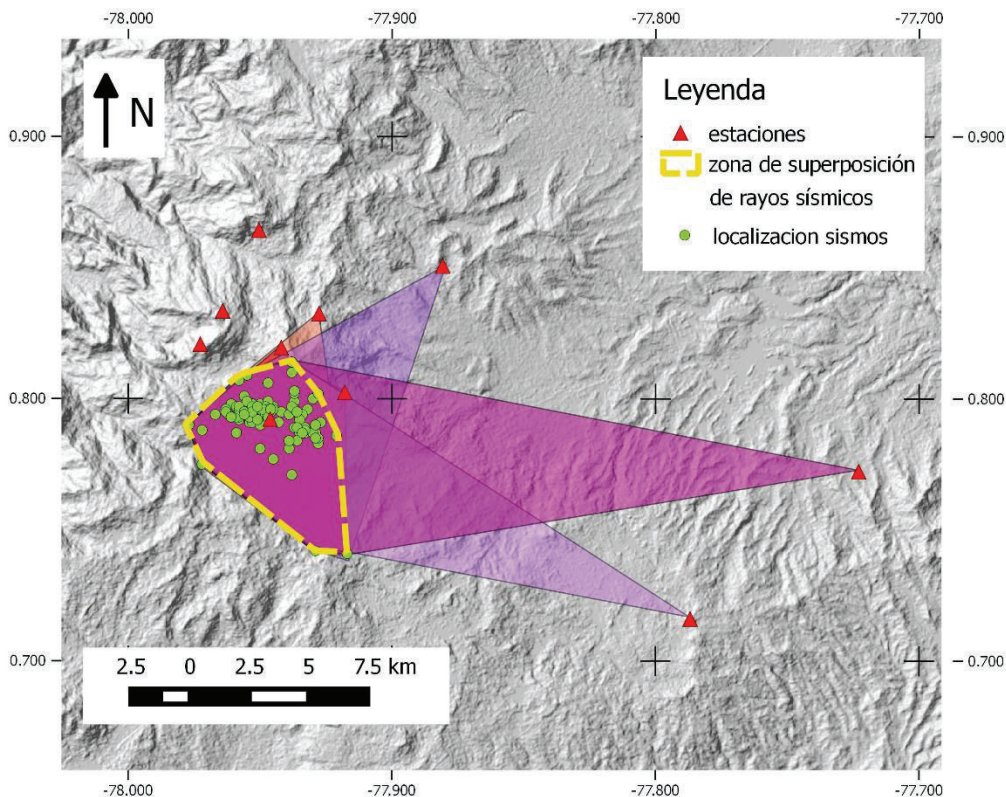 -78.000 -77.900 -77.800 -77.700
N
Leyenda
estaciones
zona de superposición
de rayos sísmicos
localizacion sismos
0.900 0.900
0.800 0.800
0.700 0.700
2.5 0 2.5 5 7.5 km
-78.000 -77.900 -77.800 -77.700